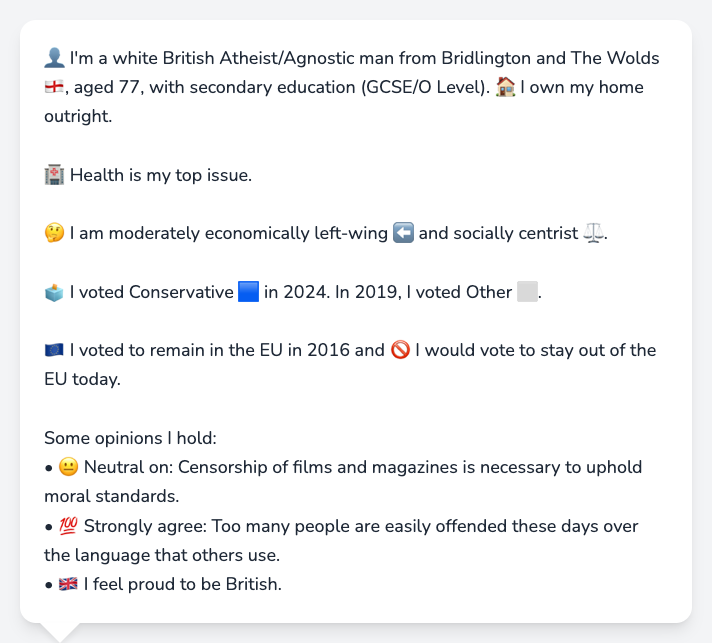 👤 I'm a white British Atheist/Agnostic man from Bridlington and The Wolds
🏴󠁧󠁢󠁥󠁮󠁧󠁿, aged 77, with secondary education (GCSE/O Level). 🏠 I own my home
outright.
🏥 Health is my top issue.
🤔 I am moderately economically left-wing ⬅️ and socially centrist ⚖️.
🗳️ I voted Conservative 🟦 in 2024. In 2019, I voted Other ⬜.
🇪🇺 I voted to remain in the EU in 2016 and 🚫 I would vote to stay out of the
EU today.
Some opinions I hold:
• 😐 Neutral on: Censorship of films and magazines is necessary to uphold
moral standards.
• 💯 Strongly agree: Too many people are easily offended these days over
the language that others use.
• 🇬🇧 I feel proud to be British.